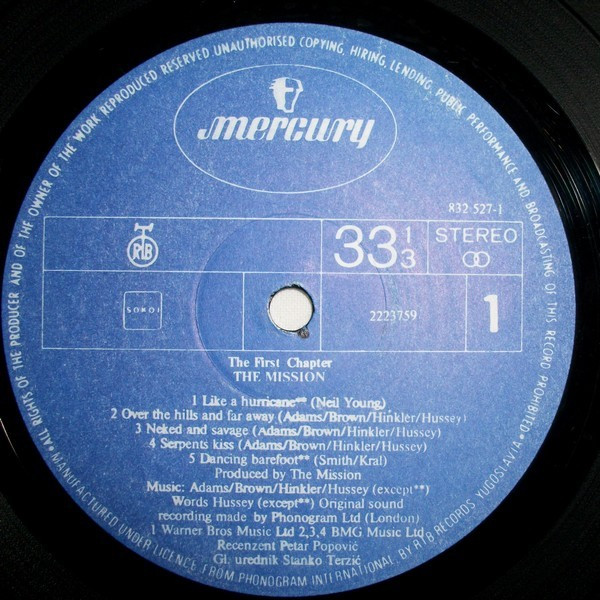 •ALL RIGHTS OF THE PRODUCER AND OF THE OWNER OF THE WORK REPRODUCED RESERVED. UNAUTHORISED COPYING, HIRING, LENDING, PUBLIC PERFORMANCE AND BROADCASTING OF THIS RECORD PROHIBITED•
mercury
832 527-1
RTB
33 1/3
STEREO
SOKOJ
2223759
1
The First Chapter
THE MISSION
1 Like a hurricane** (Neil Young)
2 Over the hills and far away (Adams/Brown/Hinkler/Hussey)
3 Neked and savage (Adams/Brown/Hinkler/Hussey)
4 Serpents kiss (Adams/Brown/Hinkler/Hussey)
5 Dancing barefoot** (Smith/Kral)
Produced by The Mission
Music: Adams/Brown/Hinkler/Hussey (except**)
Words Hussey (except**) Original sound
recording made by Phonogram Ltd (London)
1 Warner Bros Music Ltd 2,3,4 BMG Music Ltd
Recenzent Petar Popović
Gl. urednik Stanko Terzić
MANUFACTURED UNDER LICENCE FROM PHONOGRAM INTERNATIONAL BY RTB RECORDS YUGOSLAVIA•